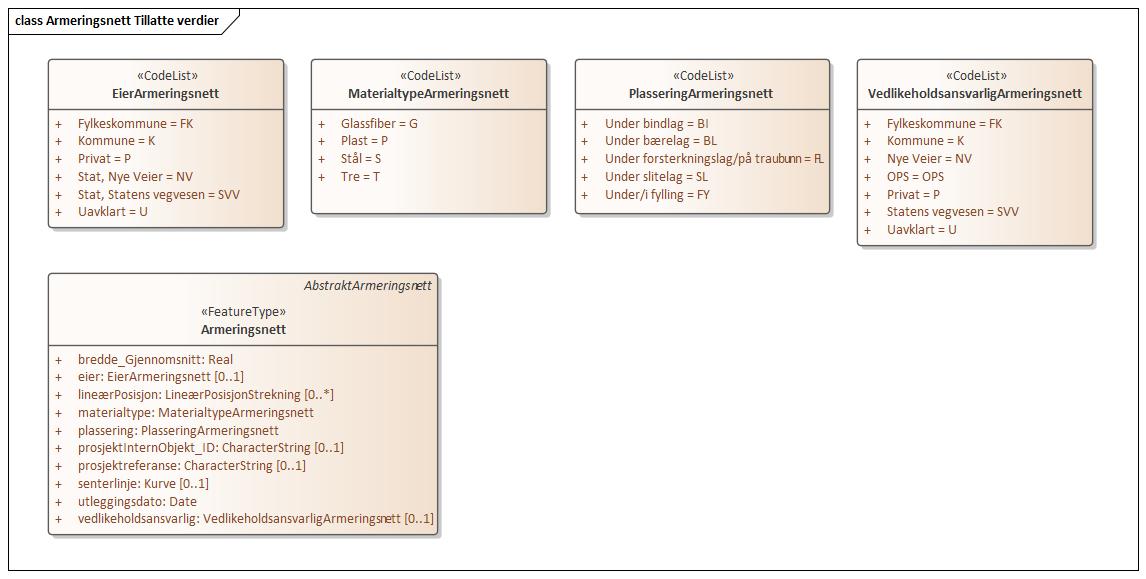 class Armeringsnett Tillatte verdier
«CodeList»
EierArmeringsnett
+ Fylkeskommune = FK
+ Kommune = K
+ Privat = P
+ Stat, Nye Veier = NV
+ Stat, Statens vegvesen = SVV
+ Uavklart = U
«CodeList»
MaterialtypeArmeringsnett
+ Glassfiber = G
+ Plast = P
+ Stål = S
+ Tre = T
«CodeList»
PlasseringArmeringsnett
+ Under bindlag = BI
+ Under bærelag = BL
+ Under forsterkningslag/på traubunn = FL
+ Under slitelag = SL
+ Under/i fylling = FY
«CodeList»
VedlikeholdsansvarligArmeringsnett
+ Fylkeskommune = FK
+ Kommune = K
+ Nye Veier = NV
+ OPS = OPS
+ Privat = P
+ Statens vegvesen = SVV
+ Uavklart = U
AbstraktArmeringsnett
«FeatureType»
Armeringsnett
+ bredde_Gjennomsnitt: Real
+ eier: EierArmeringsnett [0..1]
+ lineærPosisjon: LineærPosisjonStrekning [0..*]
+ materialtype: MaterialtypeArmeringsnett
+ plassering: PlasseringArmeringsnett
+ prosjektInternObjekt_ID: CharacterString [0..1]
+ prosjektreferanse: CharacterString [0..1]
+ senterlinje: Kurve [0..1]
+ utleggingsdato: Date
+ vedlikeholdsansvarlig: VedlikeholdsansvarligArmeringsnett [0..1]